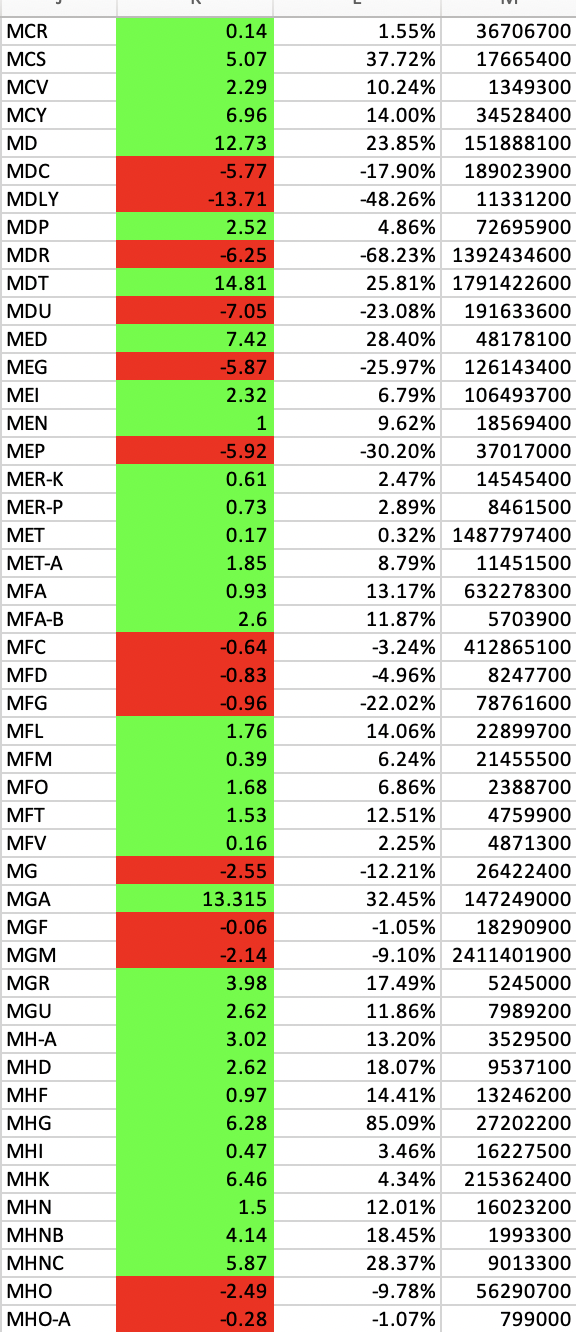 MCR 0.14 1.55% 36706700
MCS 5.07 37.72% 17665400
MCV 2.29 10.24% 1349300
MCY 6.96 14.00% 34528400
MD 12.73 23.85% 151888100
MDC -5.77 -17.90% 189023900
MDLY -13.71 -48.26% 11331200
MDP 2.52 4.86% 72695900
MDR -6.25 -68.23% 1392434600
MDT 14.81 25.81% 1791422600
MDU -7.05 -23.08% 191633600
MED 7.42 28.40% 48178100
MEG -5.87 -25.97% 126143400
MEI 2.32 6.79% 106493700
MEN 1 9.62% 18569400
MEP -5.92 -30.20% 37017000
MER-K 0.61 2.47% 14545400
MER-P 0.73 2.89% 8461500
MET 0.17 0.32% 1487797400
MET-A 1.85 8.79% 11451500
MFA 0.93 13.17% 632278300
MFA-B 2.6 11.87% 5703900
MFC -0.64 -3.24% 412865100
MFD -0.83 -4.96% 8247700
MFG -0.96 -22.02% 78761600
MFL 1.76 14.06% 22899700
MFM 0.39 6.24% 21455500
MFO 1.68 6.86% 2388700
MFT 1.53 12.51% 4759900
MFV 0.16 2.25% 4871300
MG -2.55 -12.21% 26422400
MGA 13.315 32.45% 147249000
MGF -0.06 -1.05% 18290900
MGM -2.14 -9.10% 2411401900
MGR 3.98 17.49% 5245000
MGU 2.62 11.86% 7989200
MH-A 3.02 13.20% 3529500
MHD 2.62 18.07% 9537100
MHF 0.97 14.41% 13246200
MHG 6.28 85.09% 27202200
MHI 0.47 3.46% 16227500
MHK 6.46 4.34% 215362400
MHN 1.5 12.01% 16023200
MHNB 4.14 18.45% 1993300
MHNC 5.87 28.37% 9013300
MHO -2.49 -9.78% 56290700
MHO-A -0.28 -1.07% 799000